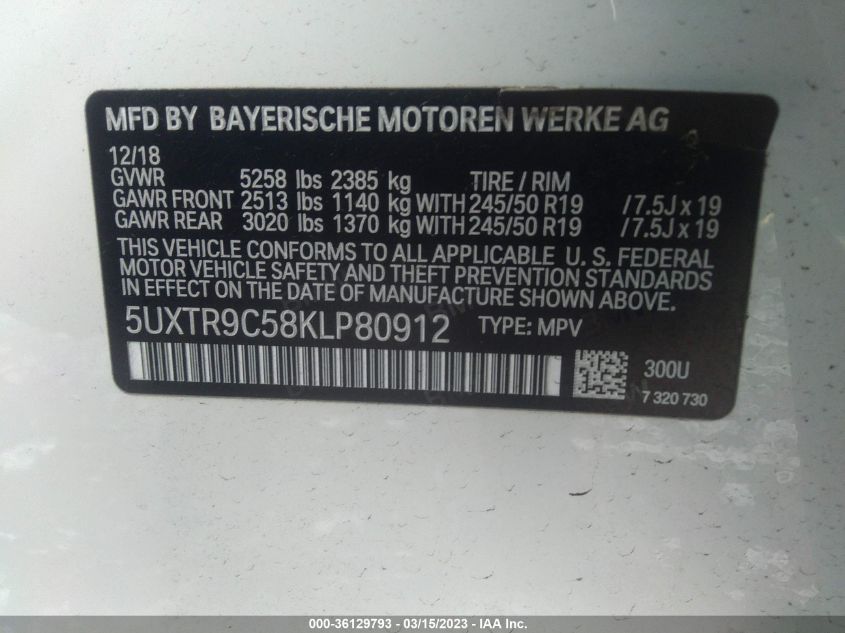 MFD BY BAYERISCHE MOTOREN WERKE AG
12/18
GVWR 5258 lbs 2385 kg TIRE / RIM
GAWR FRONT 2513 lbs 1140 kg WITH 245/50 R19 / 7.5J x 19
GAWR REAR 3020 lbs 1370 kg WITH 245/50 R19 / 7.5J x 19
THIS VEHICLE CONFORMS TO ALL APPLICABLE U. S. FEDERAL
MOTOR VEHICLE SAFETY AND THEFT PREVENTION STANDARDS
IN EFFECT ON THE DATE OF MANUFACTURE SHOWN ABOVE.
5UXTR9C58KLP80912 TYPE: MPV
300U
7 320 730
000-36129793 - 03/15/2023 - IAA Inc.